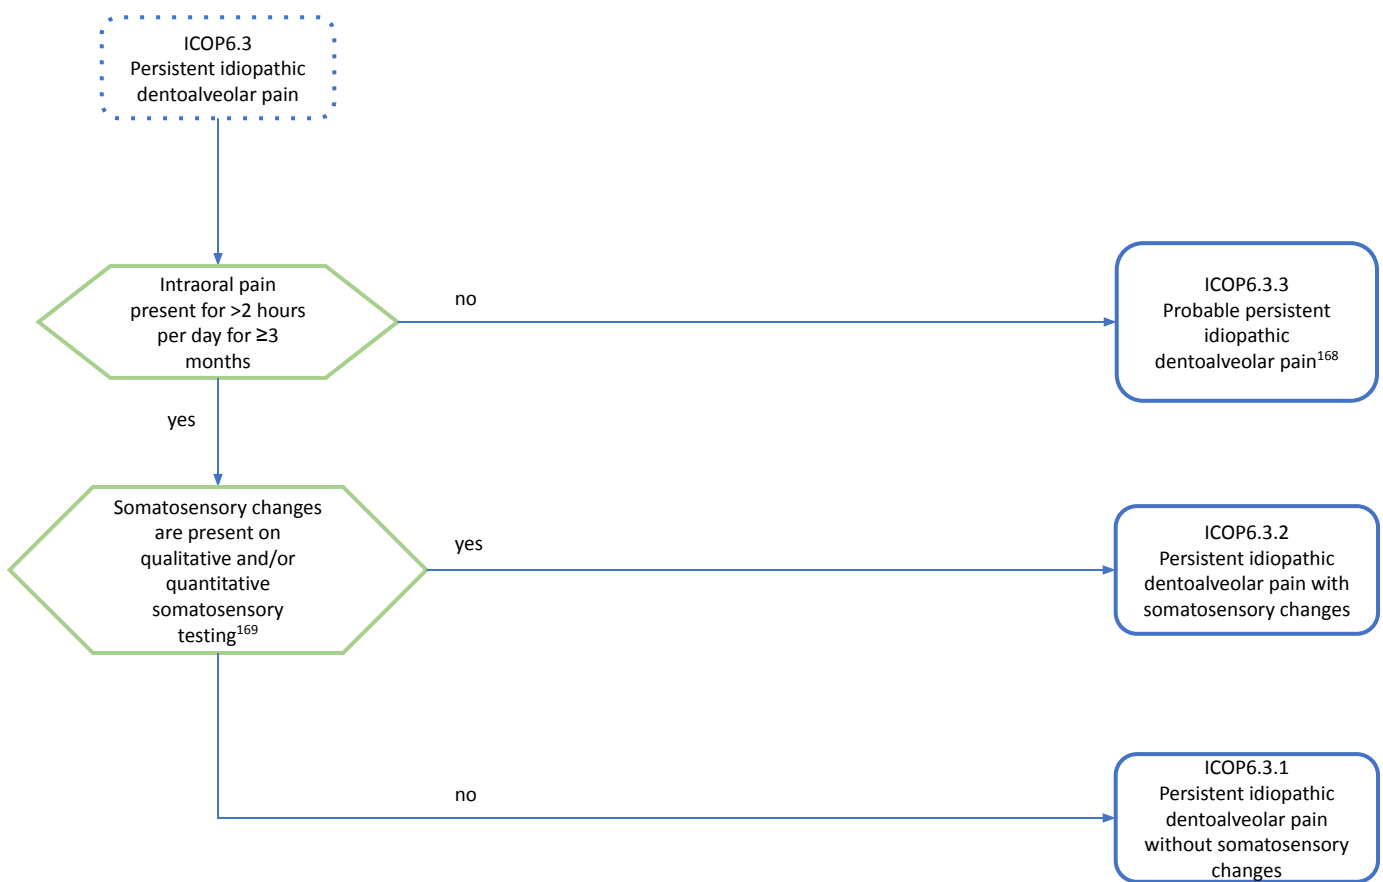 ICOP6.3
Persistent idiopathic
dentoalveolar pain
Intraoral pain
present for >2 hours
per day for ≥3
months
no
ICOP6.3.3
Probable persistent
idiopathic
dentoalveolar pain168
yes
Somatosensory changes
are present on
qualitative and/or
quantitative
somatosensory
testing169
yes
ICOP6.3.2
Persistent idiopathic
dentoalveolar pain with
somatosensory changes
no
ICOP6.3.1
Persistent idiopathic
dentoalveolar pain
without somatosensory
changes